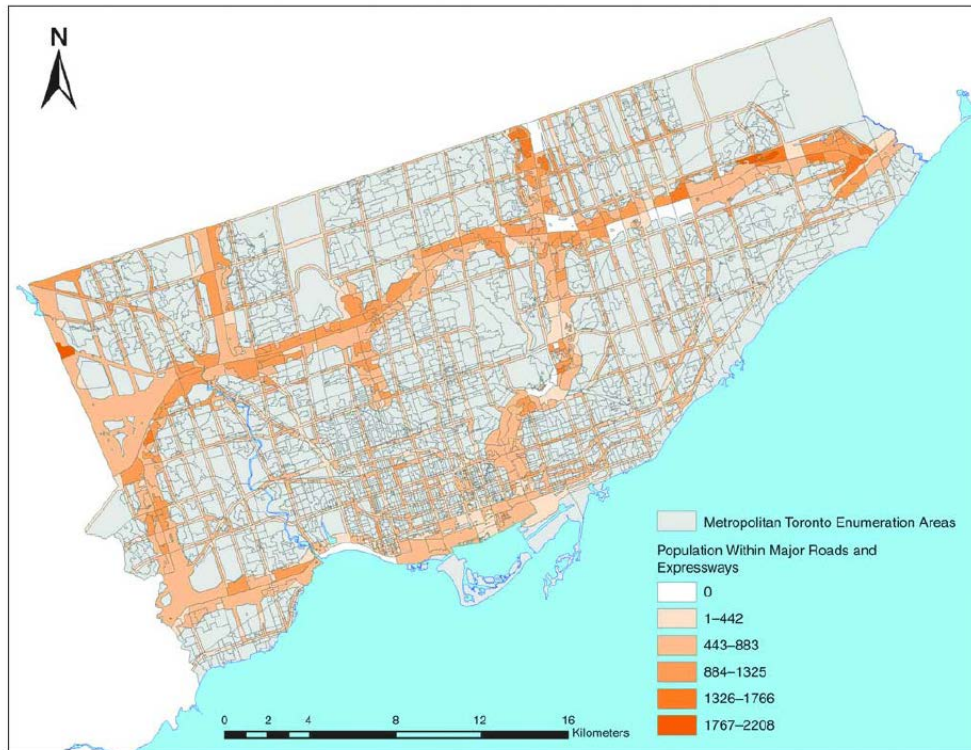 N
Metropolitan Toronto Enumeration Areas
Population Within Major Roads and
Expressways
0
1–442
443–883
884–1325
1326–1766
1767–2208
0 2 4 8 12 16
Kilometers